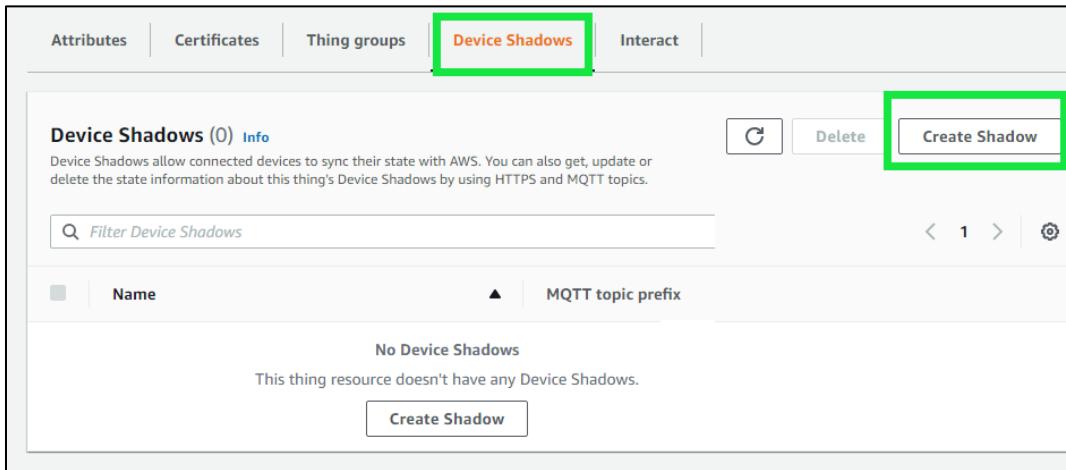 Attributes
Certificates
Thing groups
Device Shadows
Interact
Device Shadows (0) Info
Delete
Create Shadow
Device Shadows allow connected devices to sync their state with AWS. You can also get, update or
delete the state information about this thing's Device Shadows by using HTTPS and MQTT topics.
Filter Device Shadows
1
Name
MQTT topic prefix
No Device Shadows
This thing resource doesn't have any Device Shadows.
Create Shadow